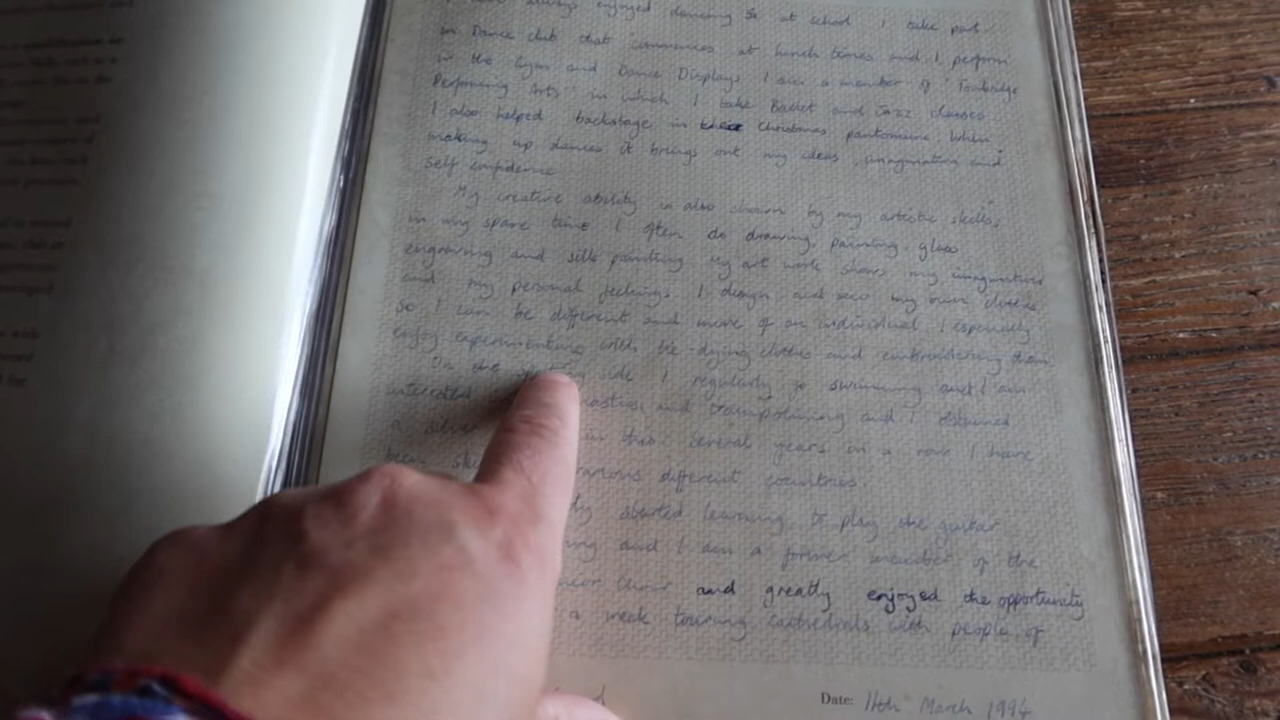 always enjoyed dancing So at school I take part
in Dance club that commences at lunch times and I perform
in the Gym and Dance Displays. I am a member of "Tonbridge
Performing Arts" in which I take Ballet and Jazz classes
I also helped backstage in their Christmas pantomime. When
making up dances it brings out my ideas, imagination and
self confidence
My creative ability is also shown by my artistic skills,
in my spare time I often do drawing, painting, glass
engraving and silk painting. My art work shows my imagination
and my personal feelings. I design and sew my own clothes
so I can be different and more of an individual. I especially
enjoy experimenting with tie-dying clothes and embroidering them
On the side I regularly go swimming and I am
interested and trampolining and I obtained
a silver in this several years on a row I have
been various different countries.
started learning to play the guitar
and I am a former member of the
Choir and greatly enjoyed the opportunity
a week touring cathedrals with people of
Date: 11th March 1994